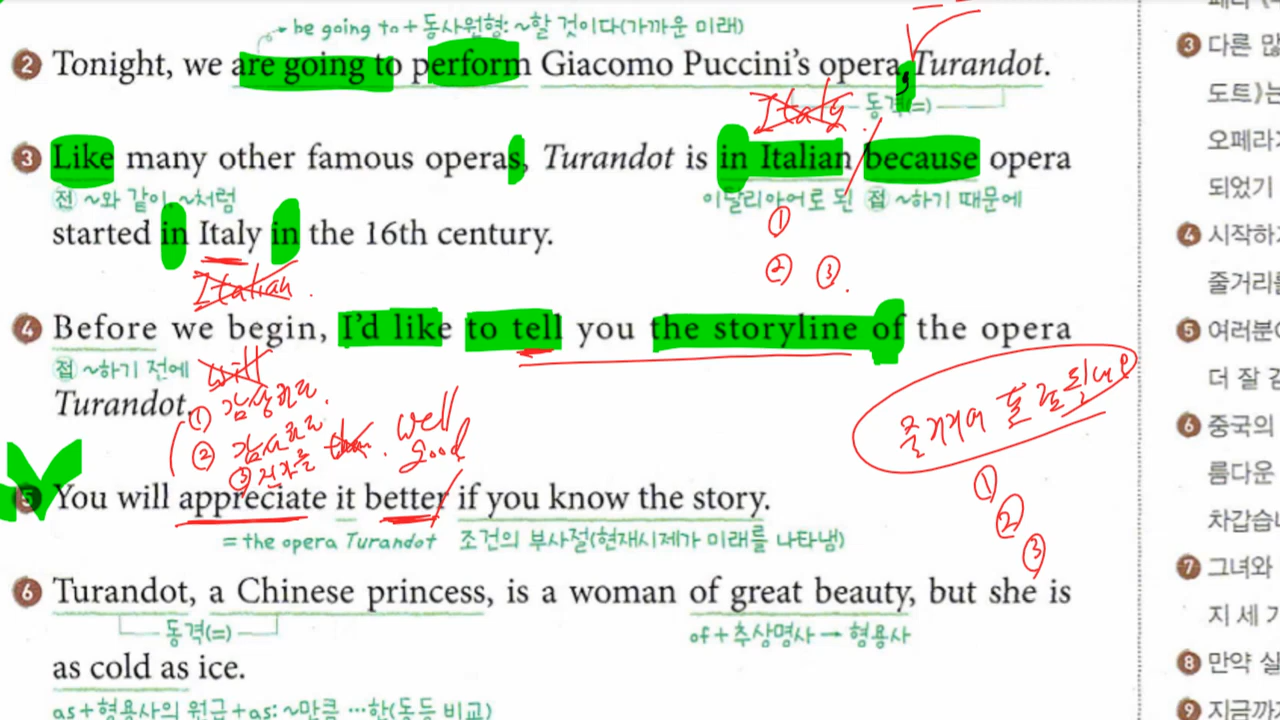 be going to + 동사원형: ~할 것이다(가까운 미래)
② Tonight, we are going to perform Giacomo Puccini's opera, Turandot.
Italy
동격(=)
③ Like many other famous operas, Turandot is in Italian because opera
전 ~와 같이, ~처럼
이탈리아어로 된
접 ~하기 때문에
①
started in Italy in the 16th century.
② ③
Italian
④ Before we begin, I'd like to tell you the storyline of the opera
접 ~하기 전에
will
Turandot.
① 감상하다.
② 감사하다
than.
well
good
③ 진가를
①
②
③
⑤ You will appreciate it better if you know the story.
= the opera Turandot
조건의 부사절(현재시제가 미래를 나타냄)
⑥ Turandot, a Chinese princess, is a woman of great beauty, but she is
동격(=)
of + 추상명사 → 형용사
as cold as ice.
as + 형용사의 원급 + as: ~만큼 …한(동등 비교)
③ 다른 많
도트)는
오페라가
되었기
④ 시작하기
줄거리를
⑤ 여러분이
더 잘 감
⑥ 중국의
름다운
차갑습니
⑦ 그녀와
지 세 가
⑧ 만약 실
⑨ 지금까지